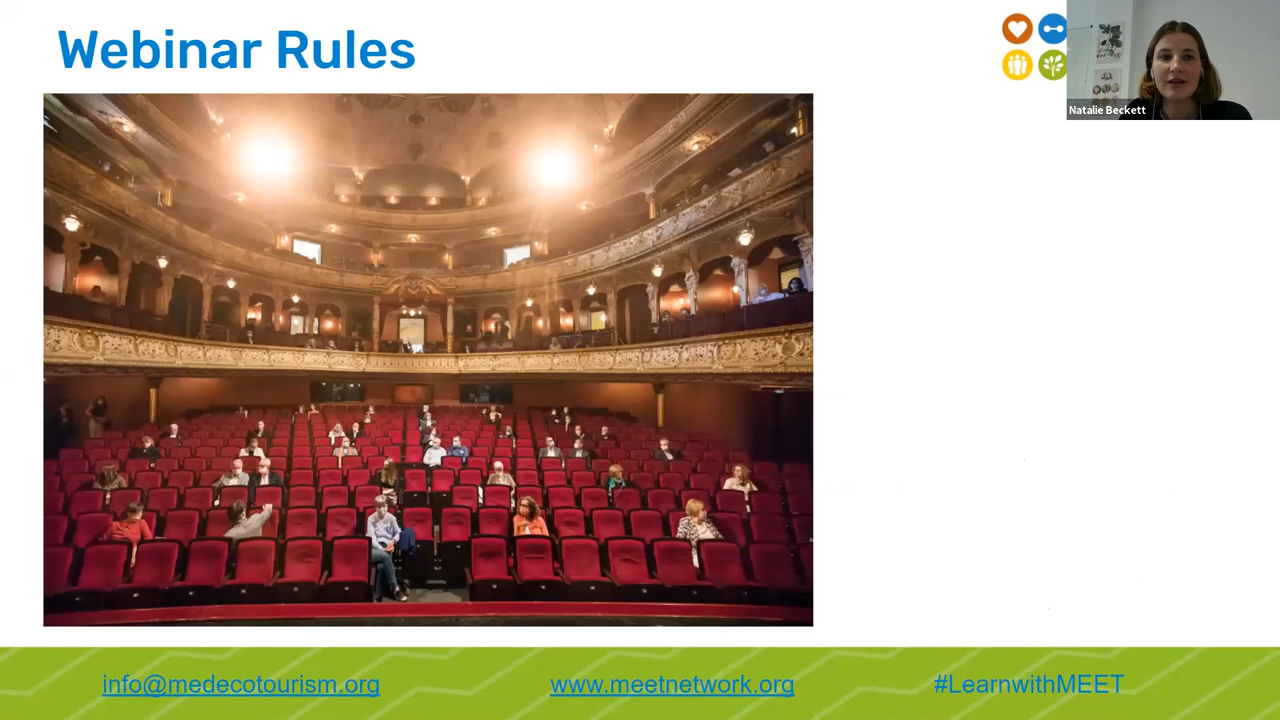 Webinar Rules
Natalie Beckett
info@medecotourism.org
www.meetnetwork.org
#LearnwithMEET